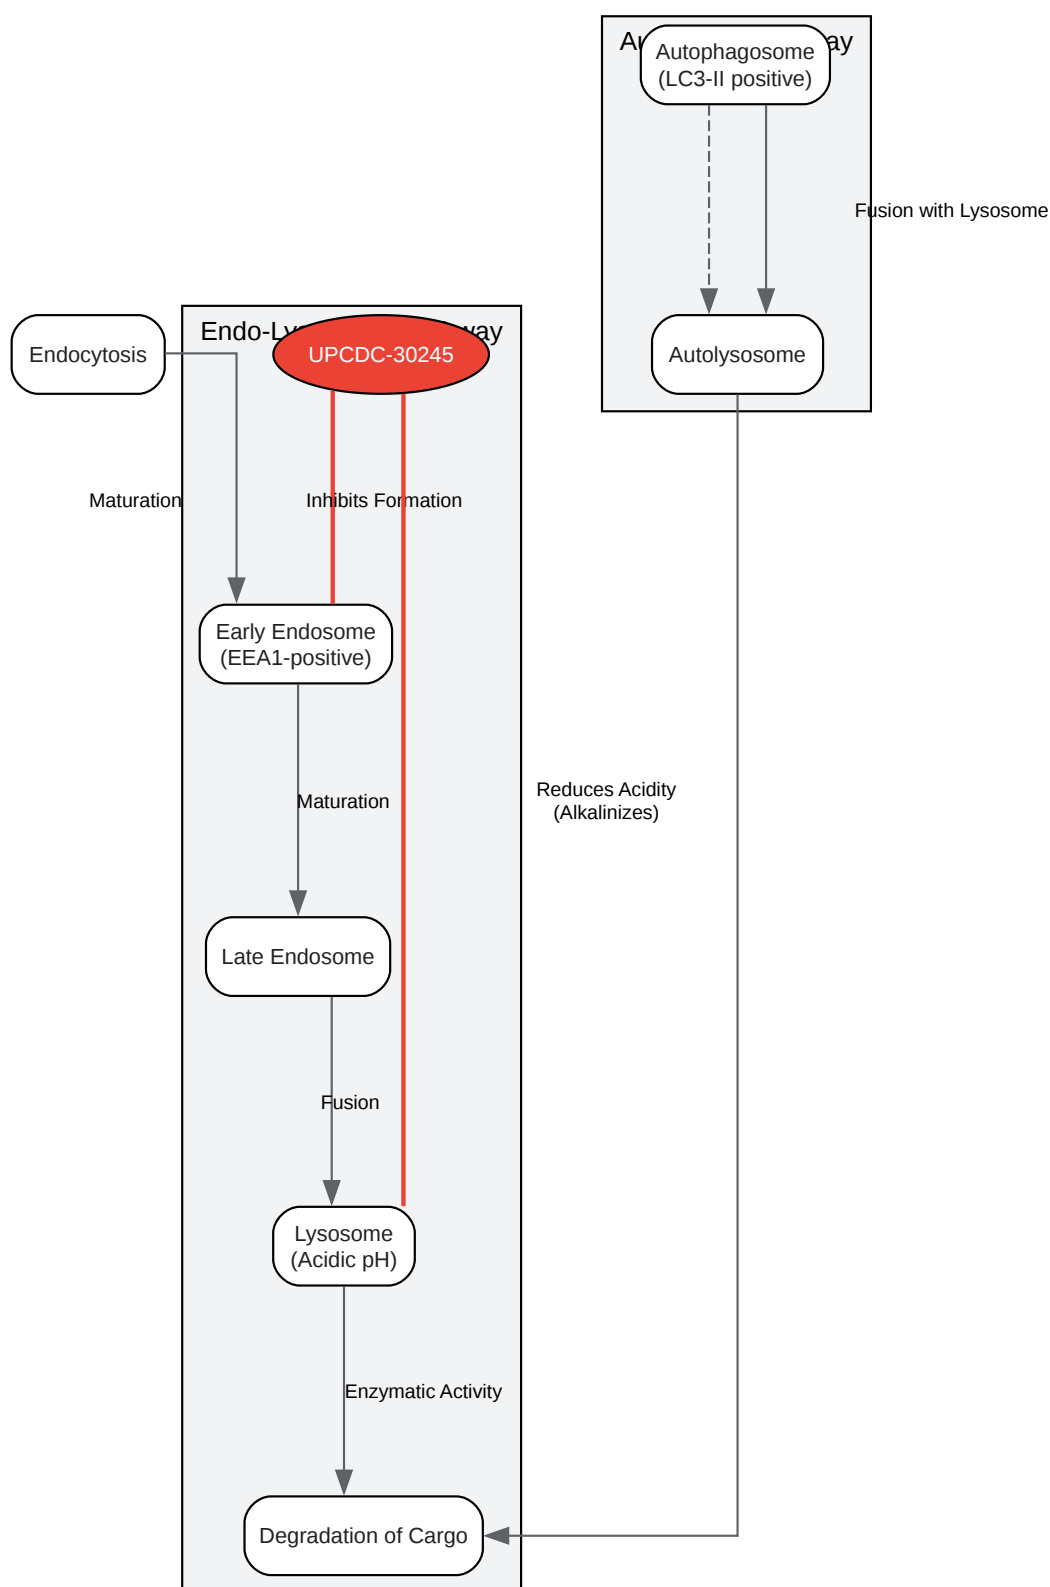 Autophagosome
(LC3-II positive)
Fusion with Lysosome
Endocytosis
UPCDC-30245
Autolysosome
Maturation
Inhibits Formation
Early Endosome
(EEA1-positive)
Reduces Acidity
(Alkalinizes)
Maturation
Late Endosome
Fusion
Lysosome
(Acidic pH)
Enzymatic Activity
Degradation of Cargo